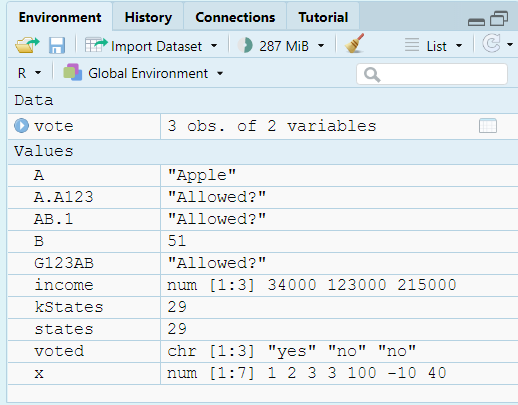 Environment History Connections Tutorial
Import Dataset 287 MiB List
R Global Environment
Data
vote 3 obs. of 2 variables
Values
A "Apple"
A.A123 "Allowed?"
AB.1 "Allowed?"
B 51
G123AB "Allowed?"
income num [1:3] 34000 123000 215000
kStates 29
states 29
voted chr [1:3] "yes" "no" "no"
x num [1:7] 1 2 3 3 100 -10 40